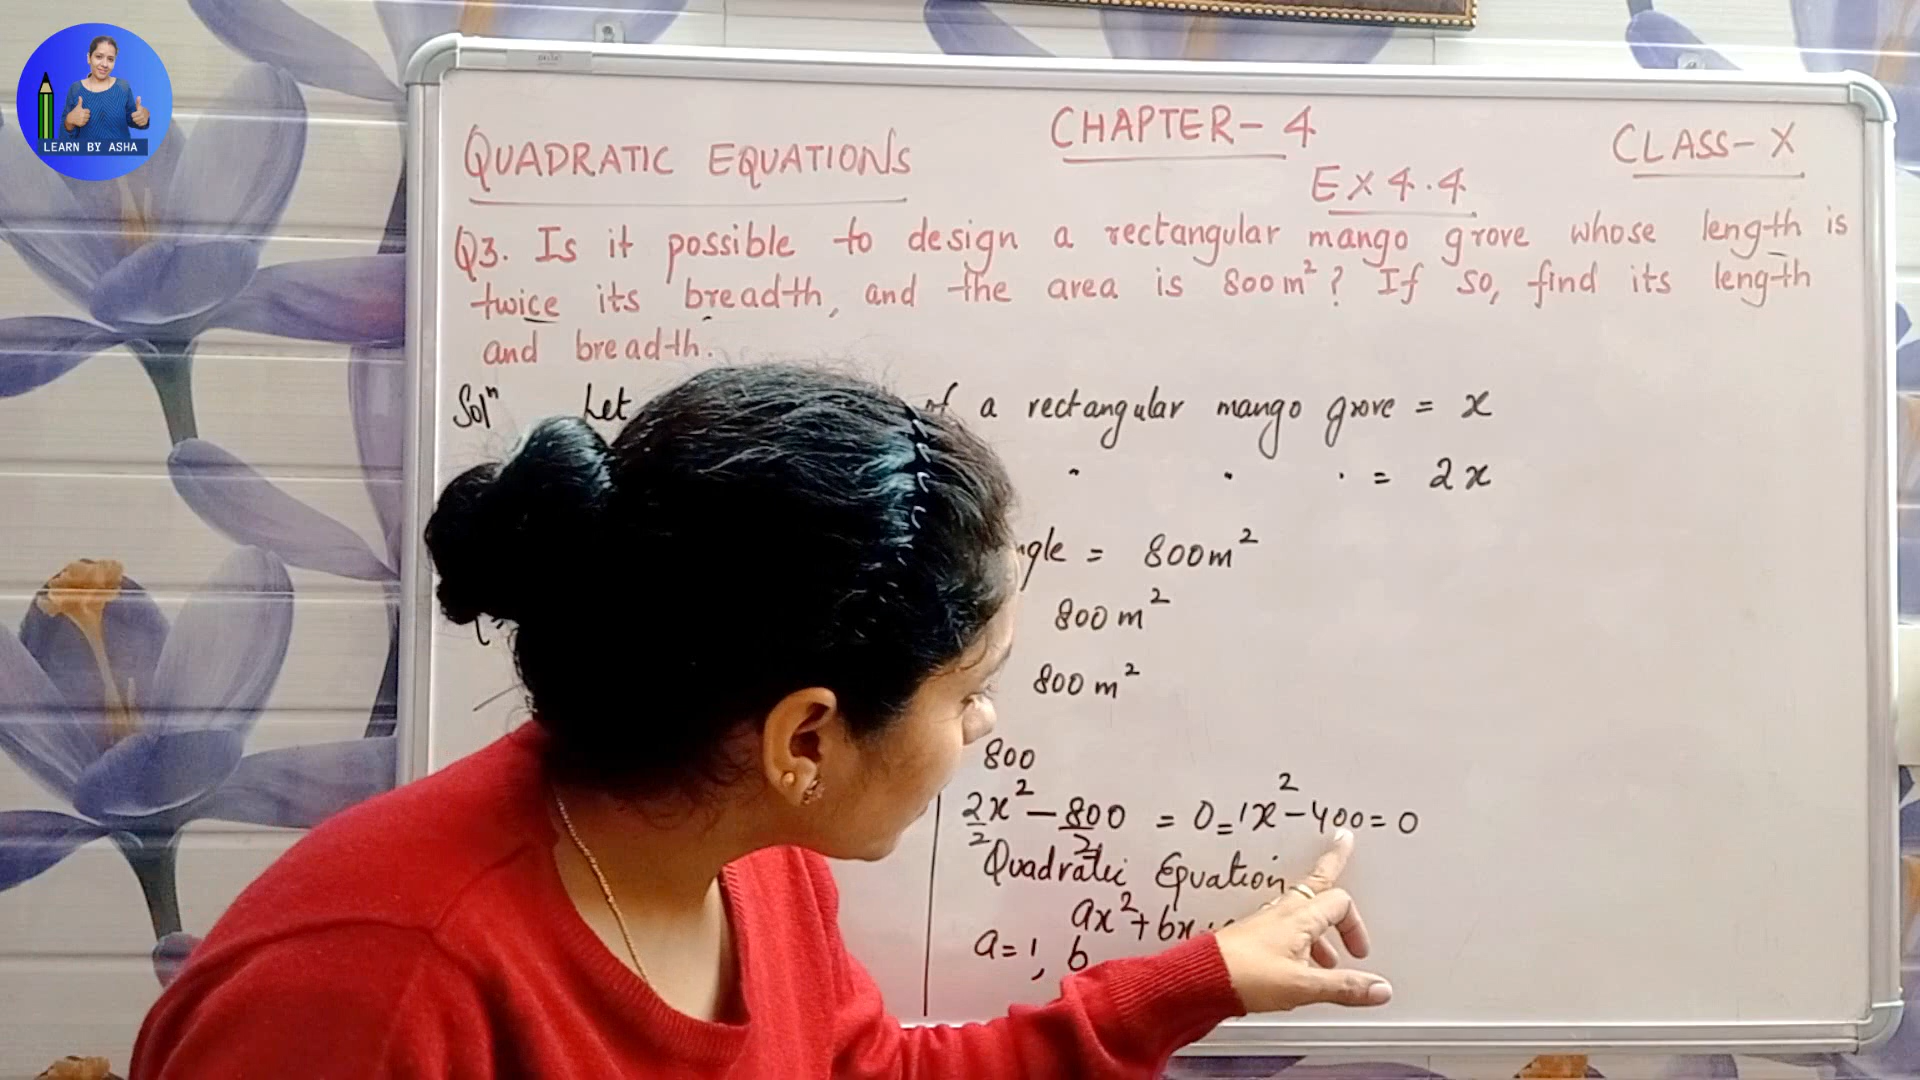 LEARN BY ASHA
QUADRATIC EQUATIONS
CHAPTER-4
CLASS-X
EX 4.4
Q3. Is it possible to design a rectangular mango grove whose length is
twice its breadth, and the area is 800m² ? If so, find its length
and breadth.
Solⁿ Let of a rectangular mango grove = x
" " " = 2x
= 800m²
800 m²
800 m²
800
2x²/2 - 800/2 = 0 = 1x² - 400 = 0
Quadratic Equation
ax² + bx
a = 1, b